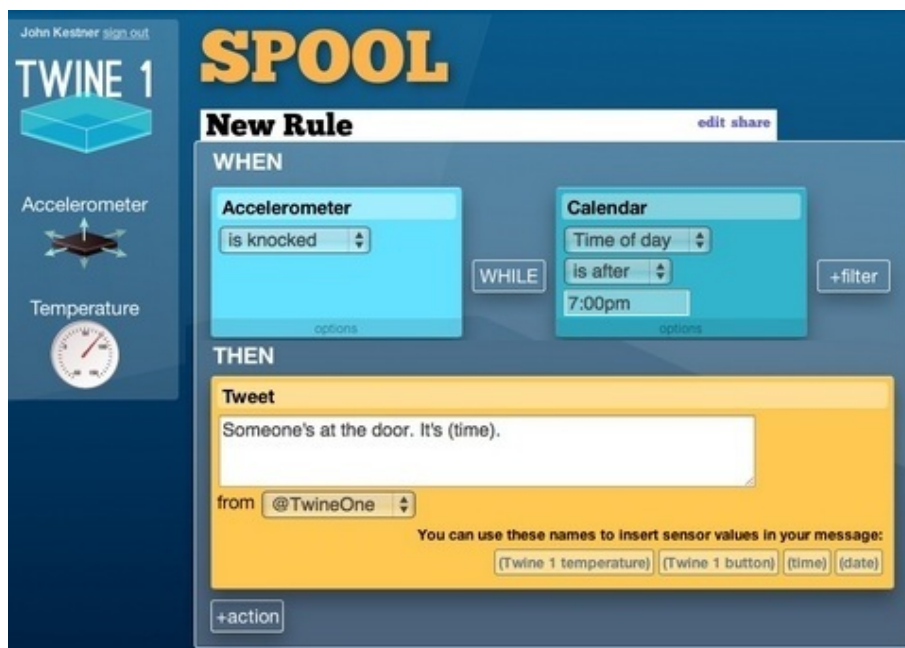 John Kestner sign out
TWINE 1
Accelerometer
Temperature
SPOOL
New Rule
edit share
WHEN
Accelerometer
is knocked
options
WHILE
Calendar
Time of day
is after
7:00pm
options
+filter
THEN
Tweet
Someone's at the door. It's (time).
from @TwineOne
You can use these names to insert sensor values in your message:
(Twine 1 temperature) (Twine 1 button) (time) (date)
+action